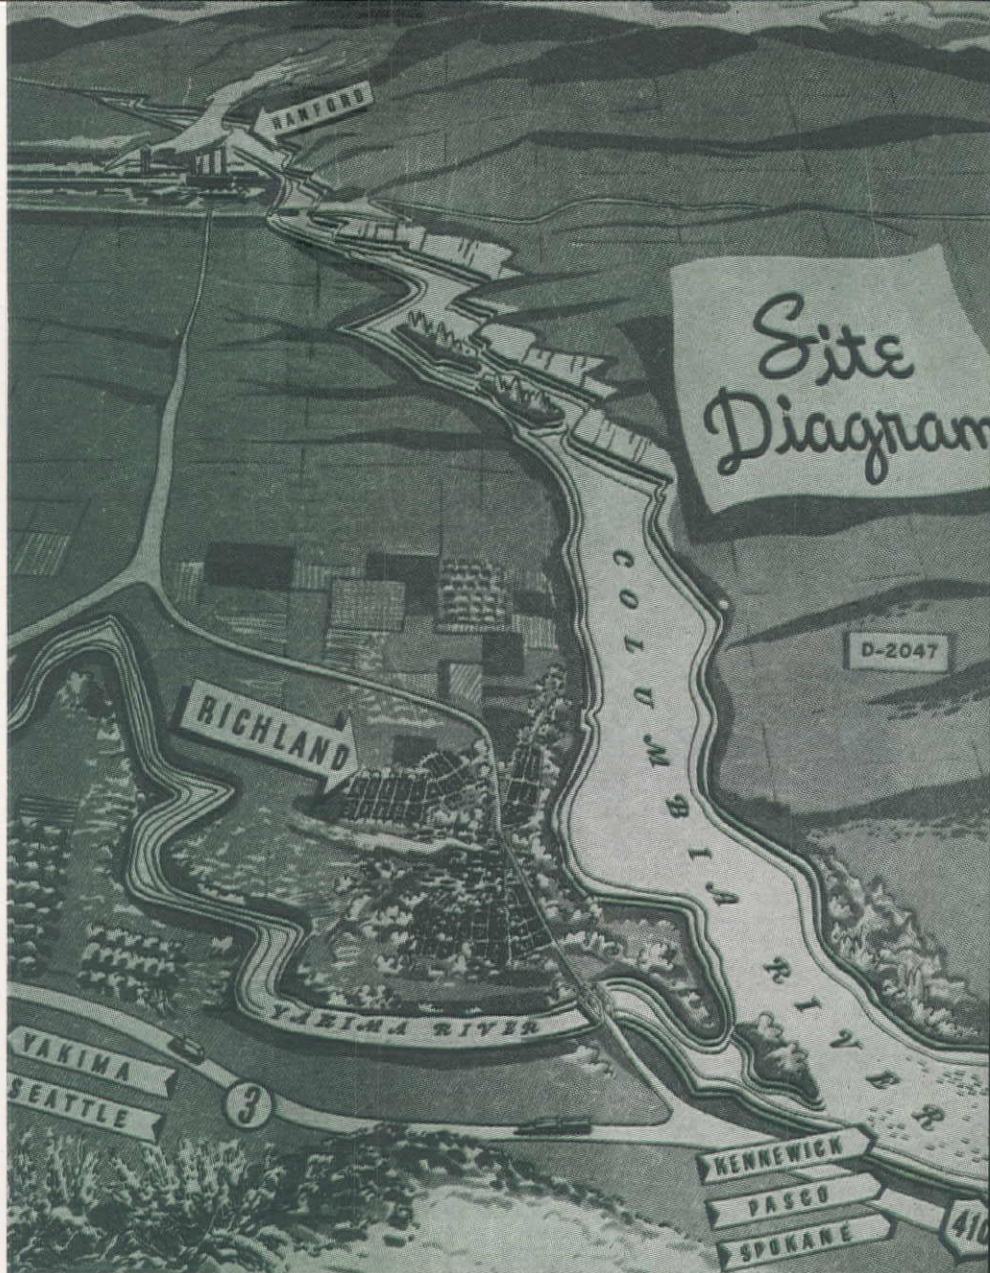 HANFORD
Site
Diagram
COLUMBIA RIVER
D-2047
RICHLAND
YAKIMA RIVER
YAKIMA
SEATTLE
3
KENNEWICK
PASCO
SPOKANE
410